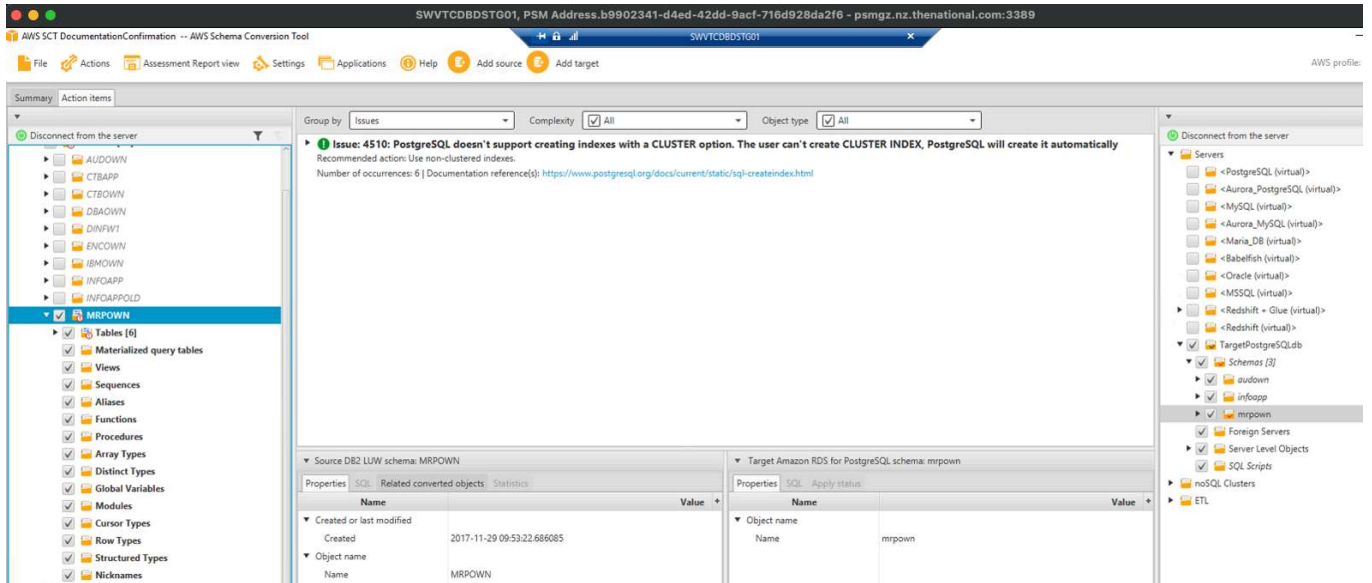 SWVTCDBDSTG01, PSM Address.b9902341-d4ed-42dd-9acf-716d928da2f6 - psmgz.nz.thenational.com:3389
AWS SCT DocumentationConfirmation -- AWS Schema Conversion Tool
SWVTCDBDSTG01
File Actions Assessment Report view Settings Applications Help Add source Add target AWS profile:
Summary Action items
Disconnect from the server
AUDOWN
CTBAPP
CTBOWN
DBAOWN
DINFW1
ENCOWN
IBMOWN
INFOAPP
INFOAPPOLD
MRPOWN
Tables [6]
Materialized query tables
Views
Sequences
Aliases
Functions
Procedures
Array Types
Distinct Types
Global Variables
Modules
Cursor Types
Row Types
Structured Types
Nicknames
Group by Issues Complexity All Object type All
Issue: 4510: PostgreSQL doesn't support creating indexes with a CLUSTER option. The user can't create CLUSTER INDEX, PostgreSQL will create it automatically
Recommended action: Use non-clustered indexes.
Number of occurrences: 6 | Documentation reference(s): https://www.postgresql.org/docs/current/static/sql-createindex.html
Source DB2 LUW schema: MRPOWN
Properties SQL Related converted objects Statistics
Name Value +
Created or last modified
Created 2017-11-29 09:53:22.686085
Object name
Name MRPOWN
Target Amazon RDS for PostgreSQL schema: mrpown
Properties SQL Apply status
Name Value +
Object name
Name mrpown
Disconnect from the server
Servers
<PostgreSQL (virtual)>
<Aurora_PostgreSQL (virtual)>
<MySQL (virtual)>
<Aurora_MySQL (virtual)>
<Maria_DB (virtual)>
<Babelfish (virtual)>
<Oracle (virtual)>
<MSSQL (virtual)>
<Redshift + Glue (virtual)>
<Redshift (virtual)>
TargetPostgreSQLdb
Schemas [3]
audown
infoapp
mrpown
Foreign Servers
Server Level Objects
SQL Scripts
noSQL Clusters
ETL